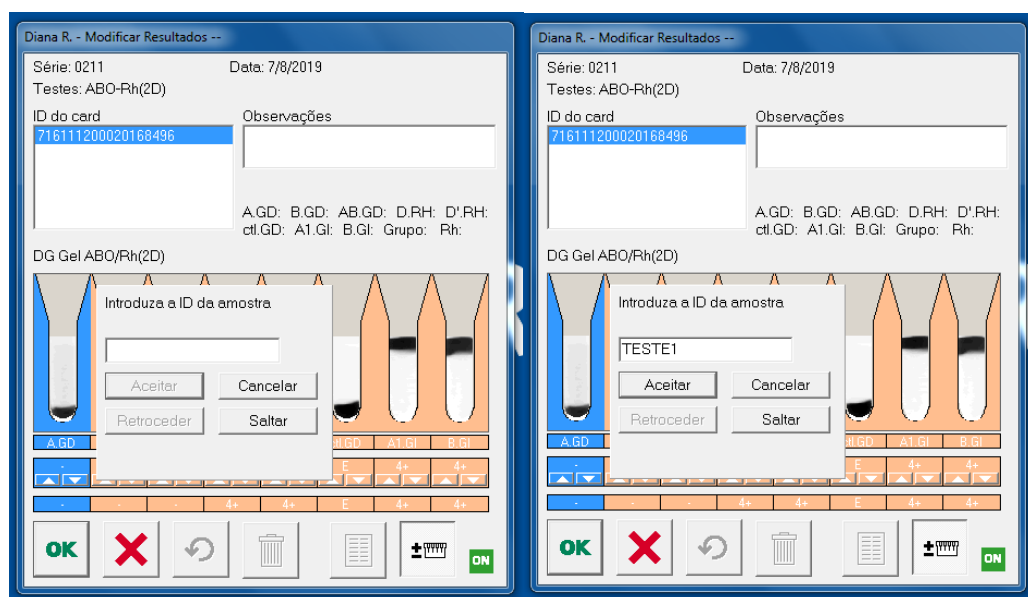 Diana R. - Modificar Resultados --
Série: 0211 Data: 7/8/2019
Testes: ABO-Rh(2D)
ID do card Observações
716111200020168496
A.GD: B.GD: AB.GD: D.RH: D'.RH:
ctl.GD: A1.GI: B.GI: Grupo: Rh:
DG Gel ABO/Rh(2D)
Introduza a ID da amostra
Aceitar Cancelar
Retroceder Saltar
A.GD A1.GI B.GI
- E 4+ 4+
- - - 4+ 4+ E 4+ 4+
OK ± ON
Diana R. - Modificar Resultados --
Série: 0211 Data: 7/8/2019
Testes: ABO-Rh(2D)
ID do card Observações
716111200020168496
A.GD: B.GD: AB.GD: D.RH: D'.RH:
ctl.GD: A1.GI: B.GI: Grupo: Rh:
DG Gel ABO/Rh(2D)
Introduza a ID da amostra
TESTE1
Aceitar Cancelar
Retroceder Saltar
A.GD A1.GI B.GI
- E 4+ 4+
- - - 4+ 4+ E 4+ 4+
OK ± ON